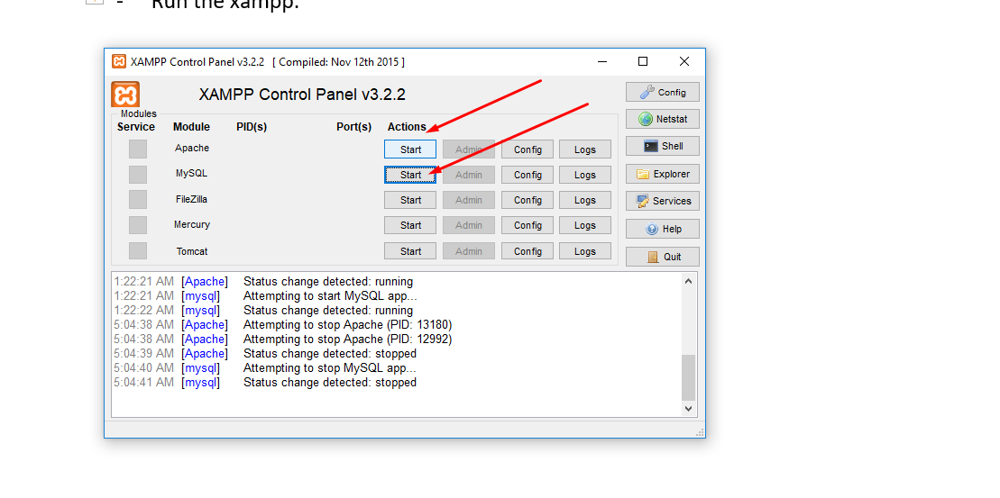 - Run the xampp.
XAMPP Control Panel v3.2.2 [ Compiled: Nov 12th 2015 ]
XAMPP Control Panel v3.2.2
Config
Modules
Service Module PID(s) Port(s) Actions
Netstat
Apache Start Admin Config Logs
Shell
MySQL Start Admin Config Logs
Explorer
FileZilla Start Admin Config Logs
Services
Mercury Start Admin Config Logs
Help
Tomcat Start Admin Config Logs
Quit
1:22:21 AM [Apache] Status change detected: running
1:22:21 AM [mysql] Attempting to start MySQL app...
1:22:22 AM [mysql] Status change detected: running
5:04:38 AM [Apache] Attempting to stop Apache (PID: 13180)
5:04:38 AM [Apache] Attempting to stop Apache (PID: 12992)
5:04:39 AM [Apache] Status change detected: stopped
5:04:40 AM [mysql] Attempting to stop MySQL app...
5:04:41 AM [mysql] Status change detected: stopped